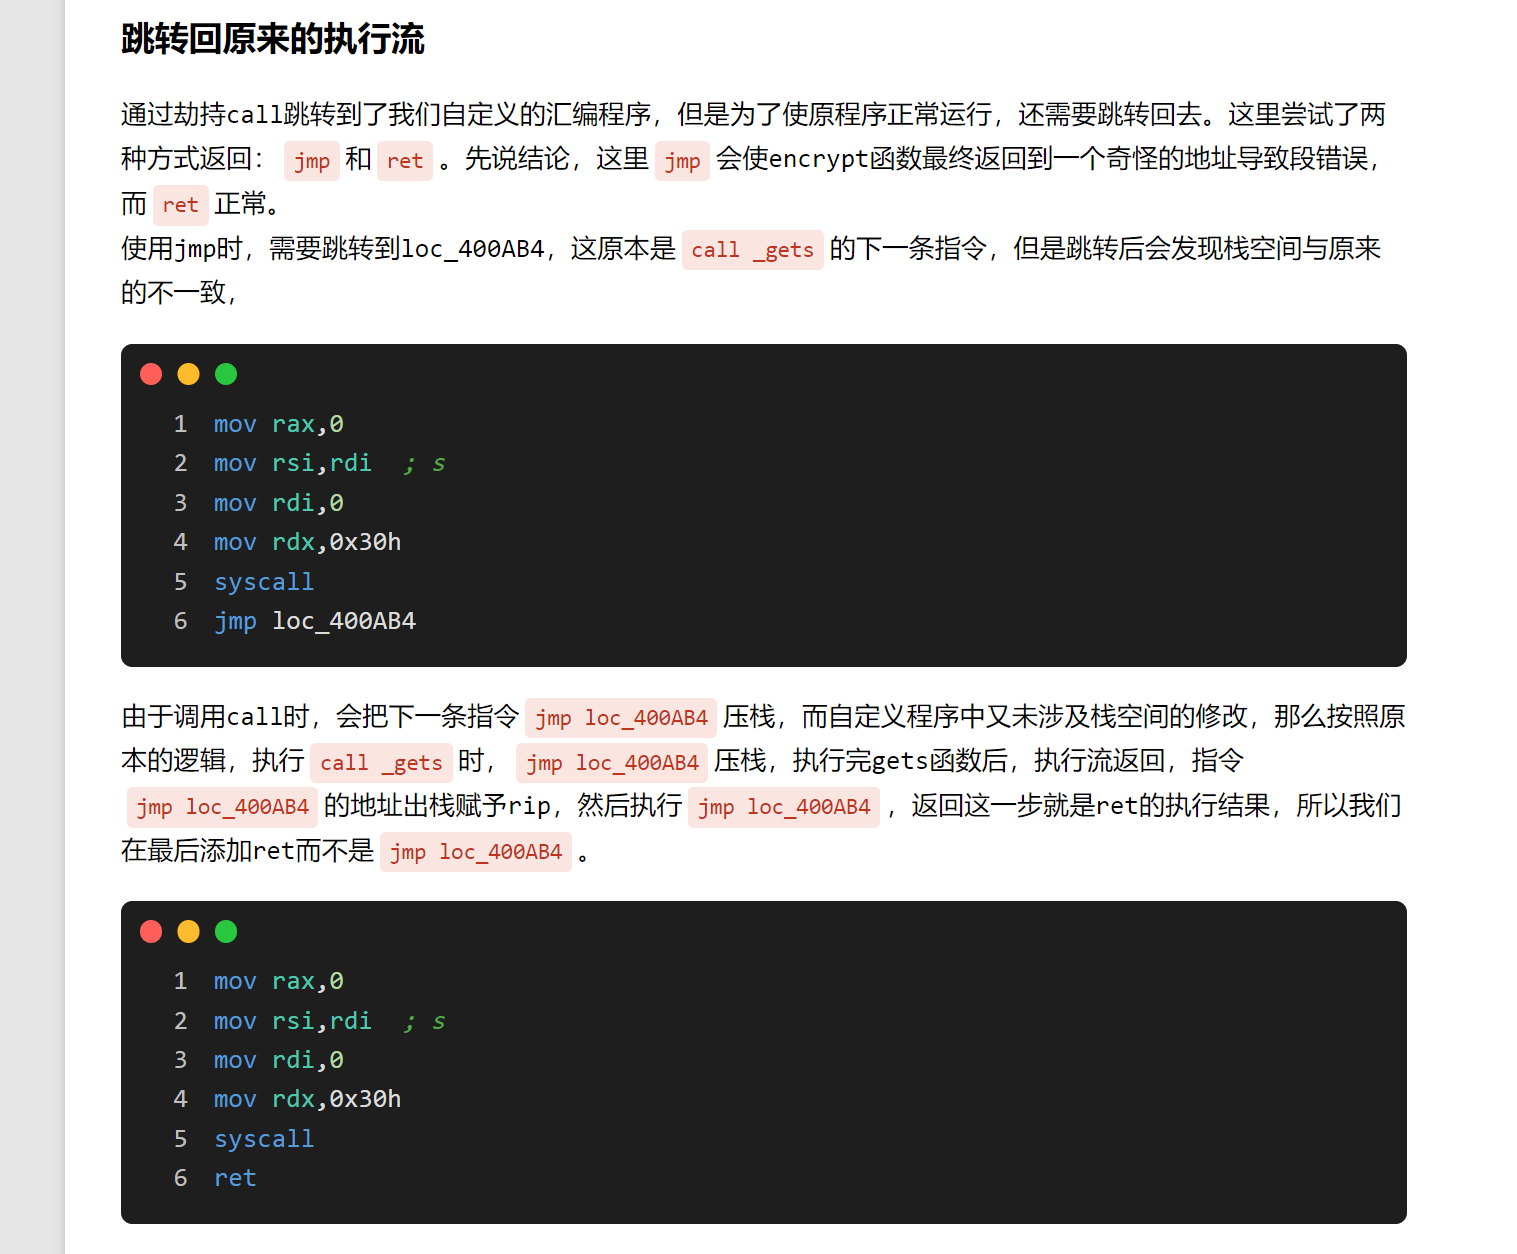 跳转回原来的执行流
通过劫持call跳转到了我们自定义的汇编程序，但是为了使原程序正常运行，还需要跳转回去。这里尝试了两
种方式返回： jmp 和 ret 。先说结论，这里 jmp 会使encrypt函数最终返回到一个奇怪的地址导致段错误，
而 ret 正常。
使用jmp时，需要跳转到loc_400AB4，这原本是 call _gets 的下一条指令，但是跳转后会发现栈空间与原来
的不一致，
1 mov rax,0
2 mov rsi,rdi ; s
3 mov rdi,0
4 mov rdx,0x30h
5 syscall
6 jmp loc_400AB4
由于调用call时，会把下一条指令 jmp loc_400AB4 压栈，而自定义程序中又未涉及栈空间的修改，那么按照原
本的逻辑，执行 call _gets 时， jmp loc_400AB4 压栈，执行完gets函数后，执行流返回，指令
jmp loc_400AB4 的地址出栈赋予rip，然后执行 jmp loc_400AB4 ，返回这一步就是ret的执行结果，所以我们
在最后添加ret而不是 jmp loc_400AB4 。
1 mov rax,0
2 mov rsi,rdi ; s
3 mov rdi,0
4 mov rdx,0x30h
5 syscall
6 ret